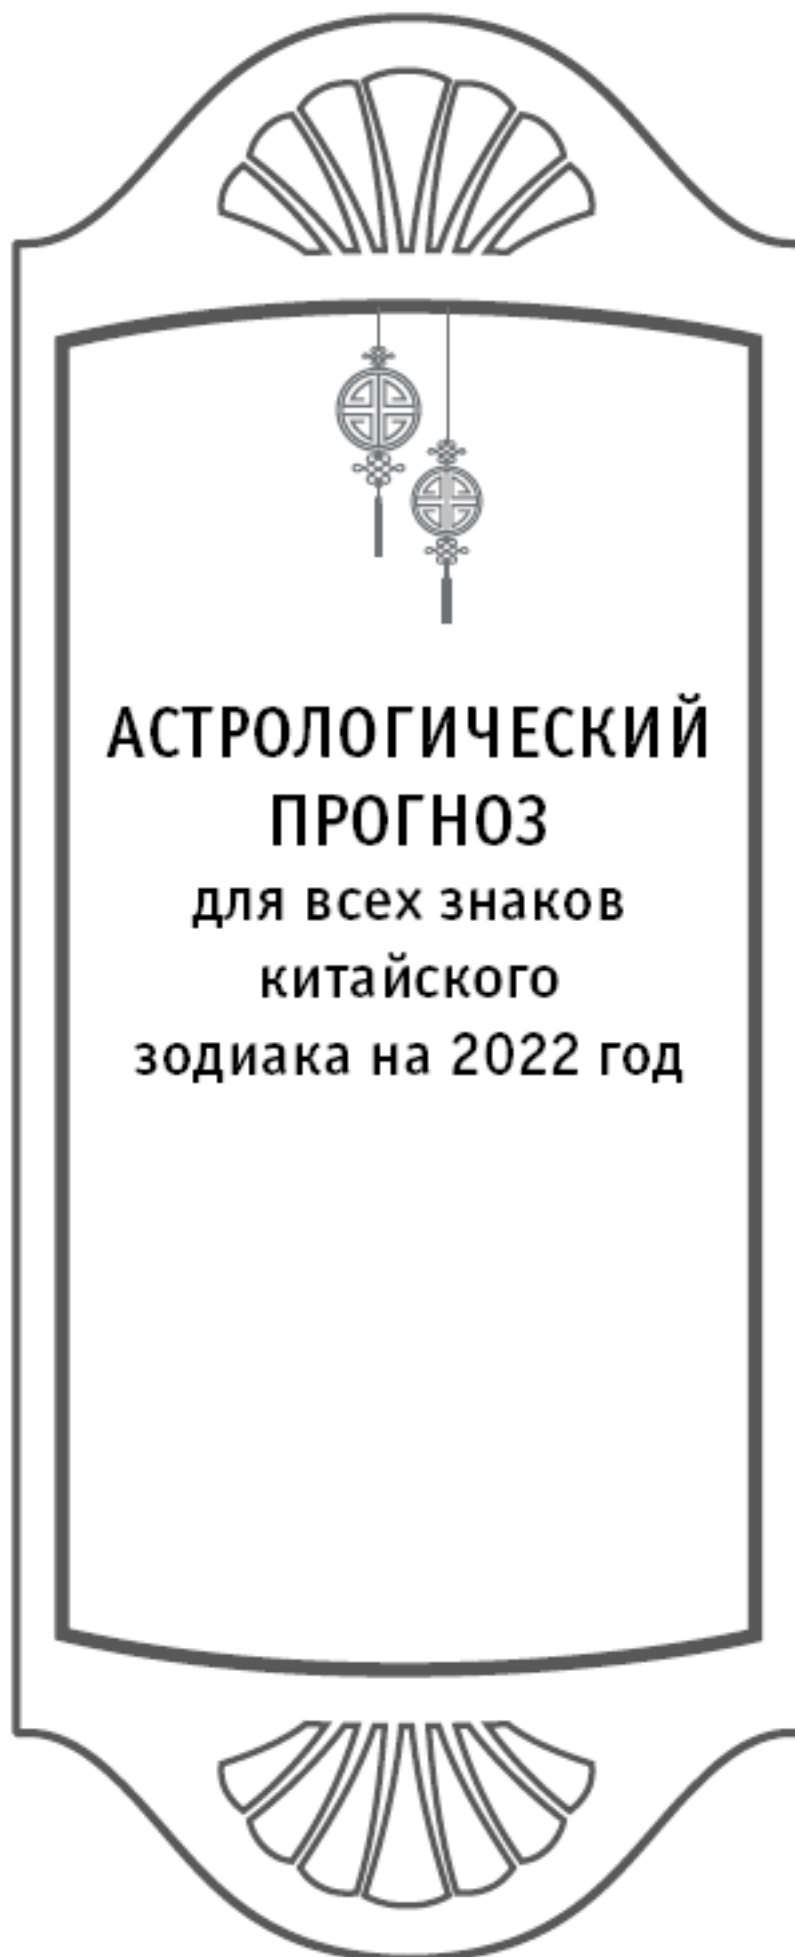 АСТРОЛОГИЧЕСКИЙ
ПРОГНОЗ
для всех знаков
китайского
зодиака на 2022 год